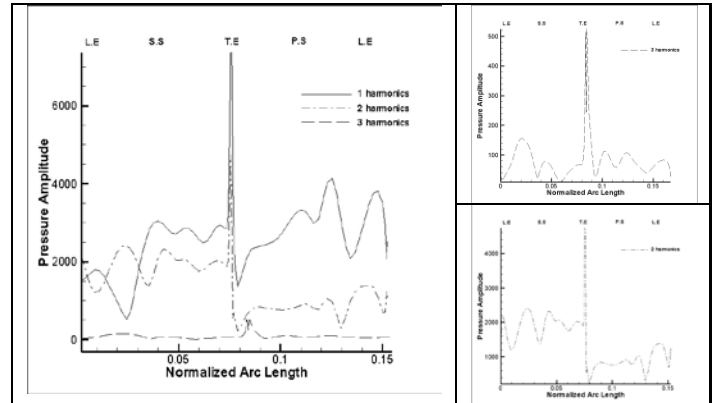 L.E S.S T.E P.S L.E
1 harmonics
2 harmonics
3 harmonics
6000
4000
2000
0
0.05 0.1 0.15
Pressure Amplitude
Normalized Arc Length
L.E S.S T.E P.S L.E
3 harmonics
500
400
300
200
100
0 0.05 0.1 0.15
Pressure Amplitude
Normalized Arc Length
L.E S.S T.E P.S L.E
2 harmonics
4000
3000
2000
1000
0 0.05 0.1 0.15
Pressure Amplitude
Normalized Arc Length